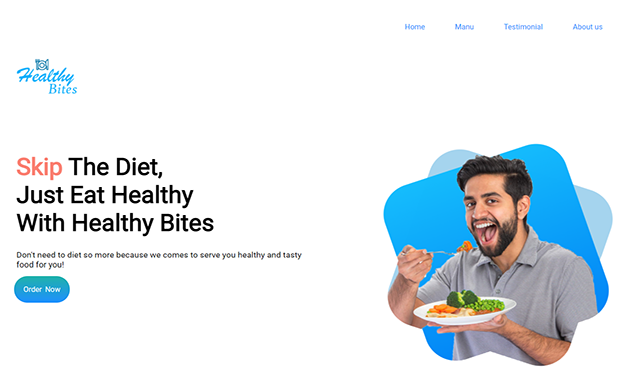 Home Manu Testimonial About us
Healthy
Bites
Skip The Diet,
Just Eat Healthy
With Healthy Bites
Don't need to diet so more because we comes to serve you healthy and tasty
food for you!
Order Now